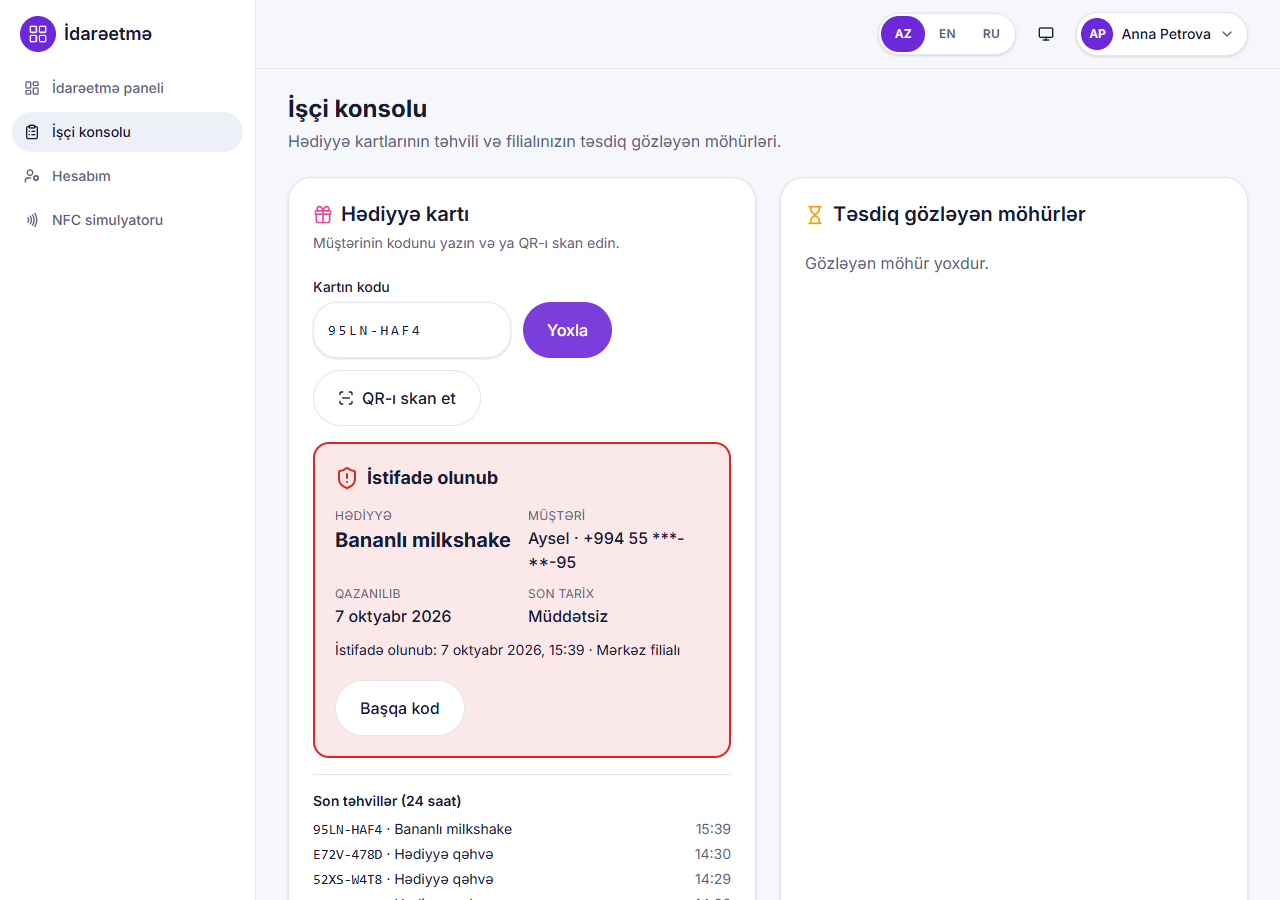 İdarəetmə
İdarəetmə paneli
İşçi konsolu
Hesabım
NFC simulyatoru
AZ EN RU
AP Anna Petrova
İşçi konsolu
Hədiyyə kartlarının təhvili və filialınızın təsdiq gözləyən möhürləri.
Hədiyyə kartı
Müştərinin kodunu yazın və ya QR-ı skan edin.
Kartın kodu
95LN-HAF4
Yoxla
QR-ı skan et
İstifadə olunub
HƏDİYYƏ
Bananlı milkshake
MÜŞTƏRİ
Aysel · +994 55 ***-
**-95
QAZANILIB
7 oktyabr 2026
SON TARİX
Müddətsiz
İstifadə olunub: 7 oktyabr 2026, 15:39 · Mərkəz filialı
Başqa kod
Son təhvillər (24 saat)
95LN-HAF4 · Bananlı milkshake 15:39
E72V-478D · Hədiyyə qəhvə 14:30
52XS-W4T8 · Hədiyyə qəhvə 14:29
Təsdiq gözləyən möhürlər
Gözləyən möhür yoxdur.